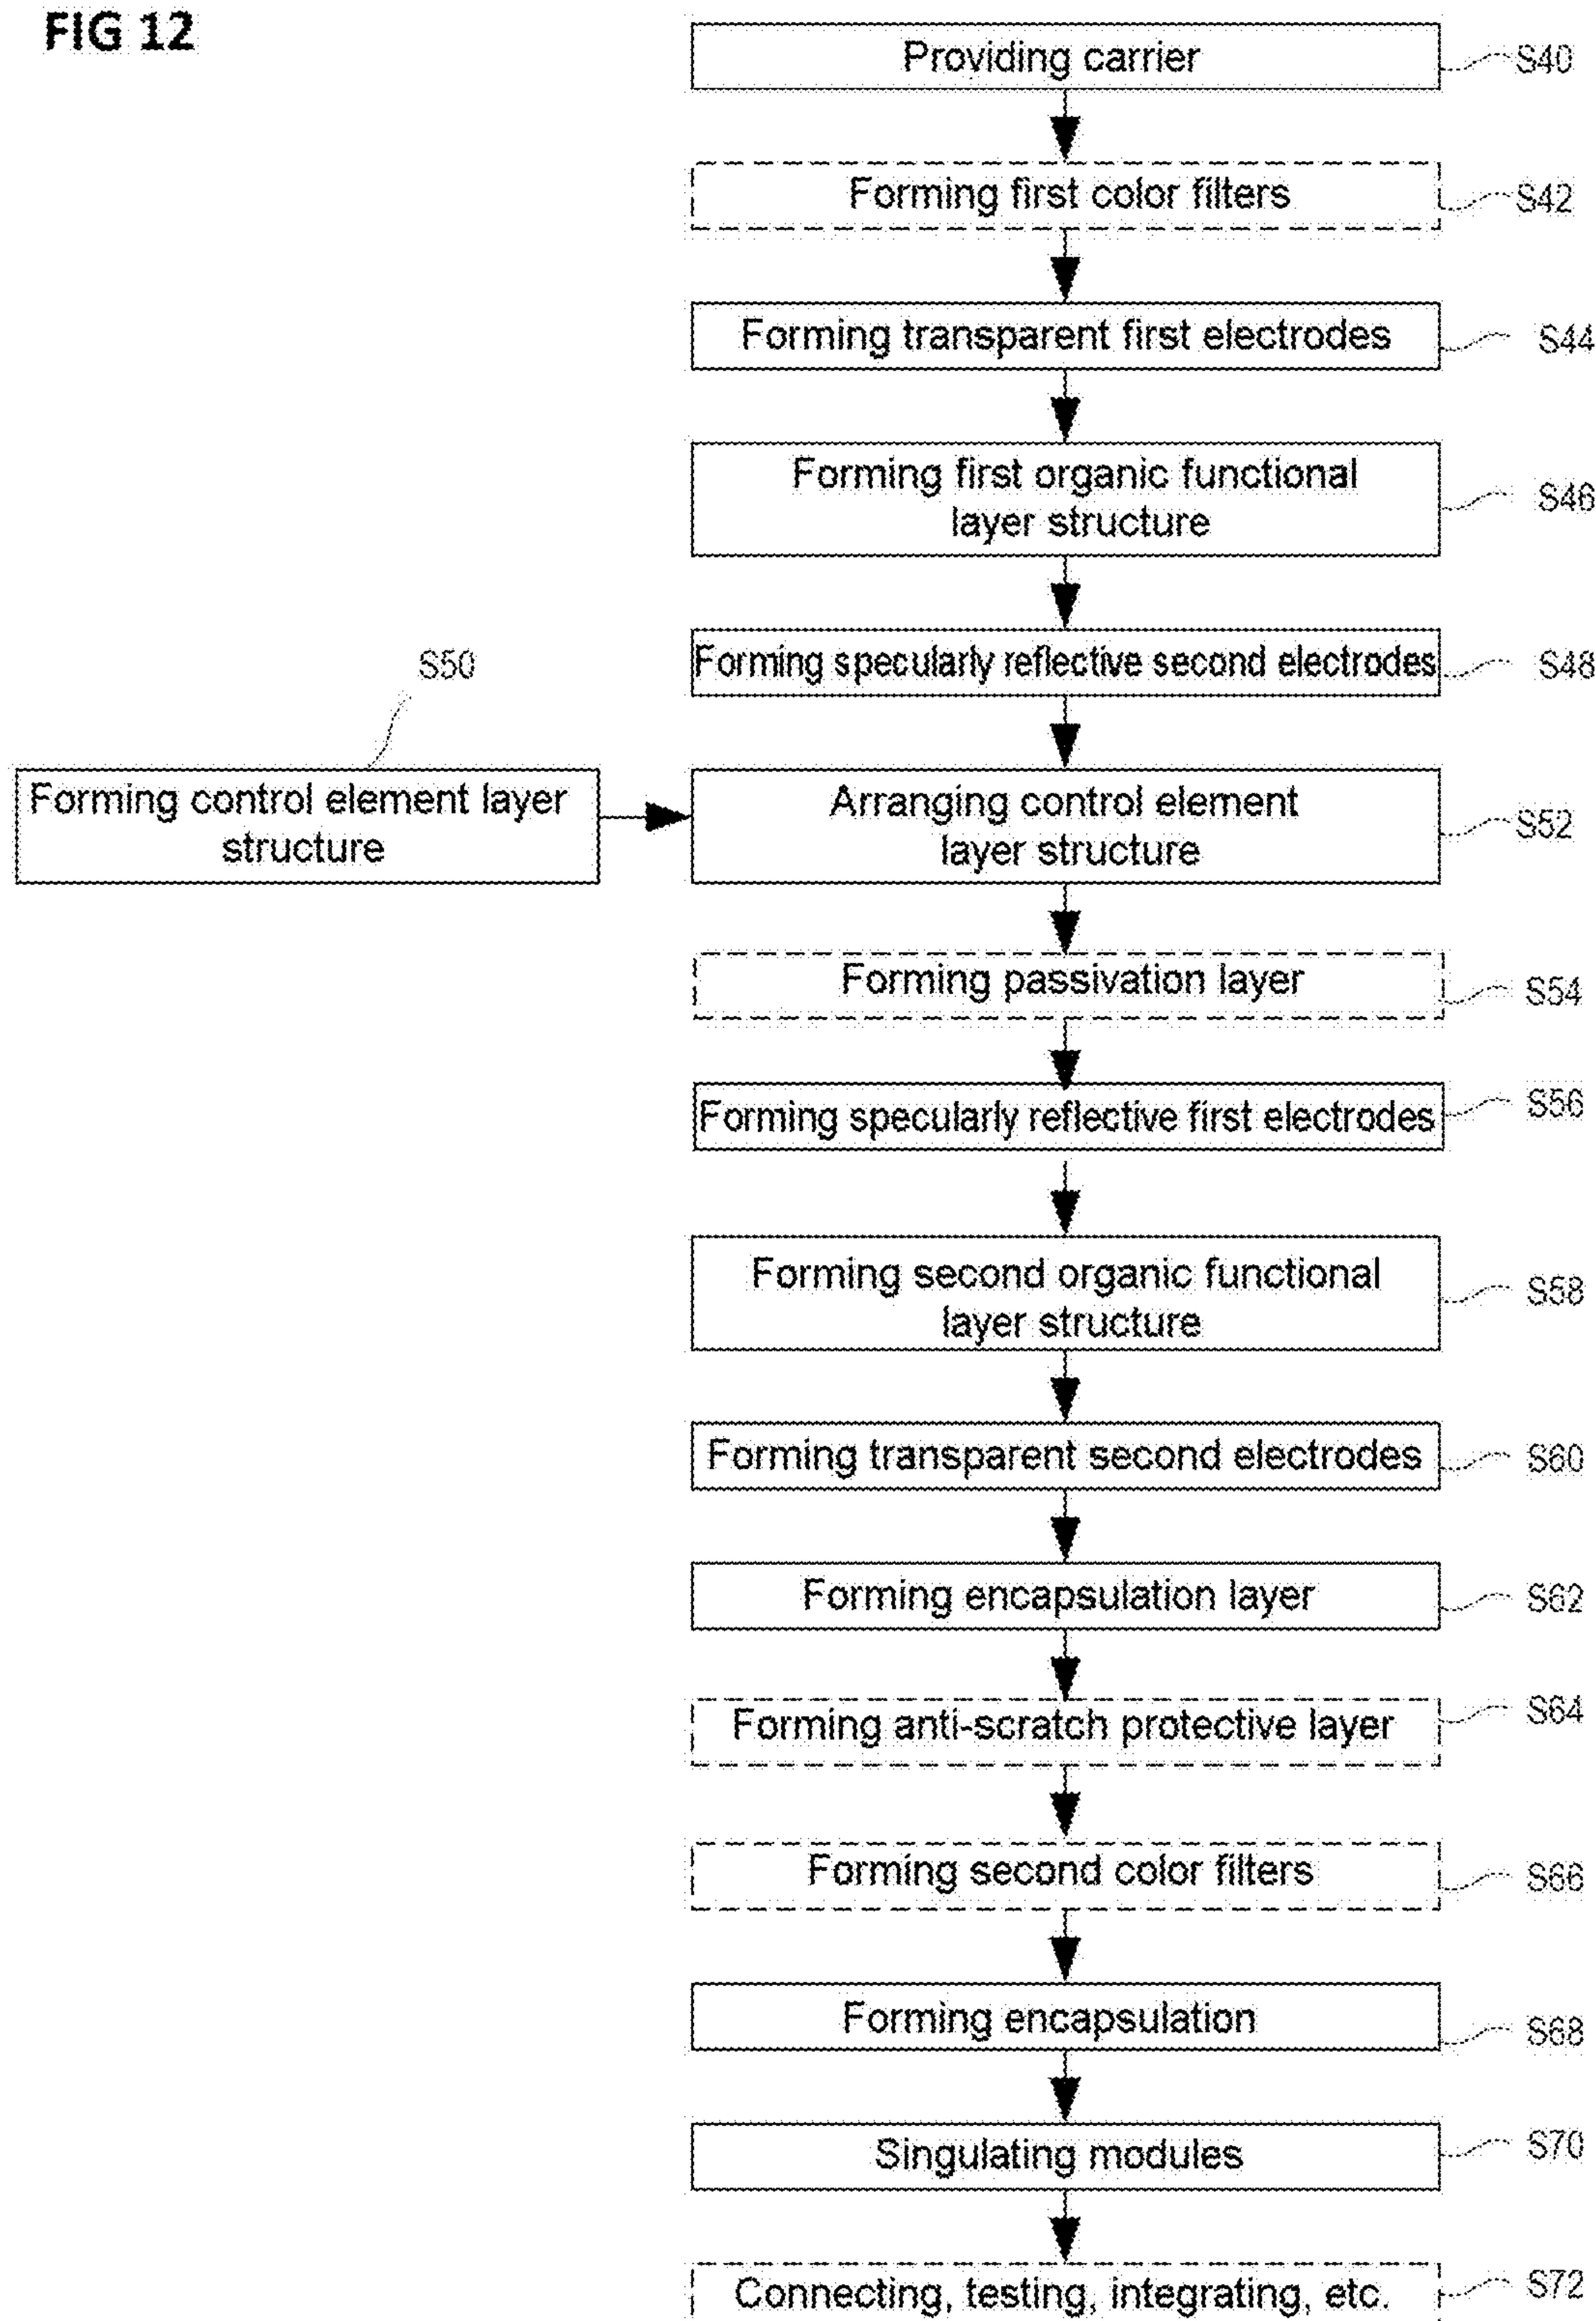 FIG 12
Providing carrier
S40
Forming first color filters
S42
Forming transparent first electrodes
S44
Forming first organic functional
layer structure
S46
Forming specularly reflective second electrodes
S48
S50
Forming control element layer
structure
Arranging control element
layer structure
S52
Forming passivation layer
S54
Forming specularly reflective first electrodes
S56
Forming second organic functional
layer structure
S58
Forming transparent second electrodes
S60
Forming encapsulation layer
S62
Forming anti-scratch protective layer
S64
Forming second color filters
S66
Forming encapsulation
S68
Singulating modules
S70
Connecting, testing, integrating, etc.
S72